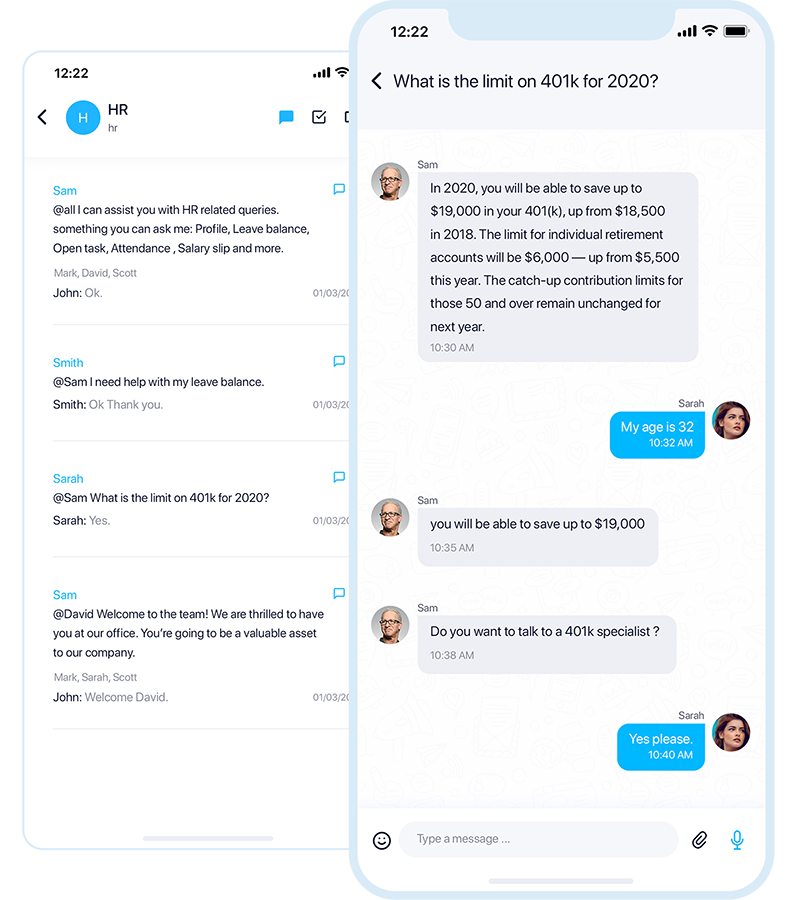 12:22
H
HR
hr
Sam
@all I can assist you with HR related queries.
something you can ask me: Profile, Leave balance,
Open task, Attendance , Salary slip and more.
Mark, David, Scott
John: Ok.
01/03/20
Smith
@Sam I need help with my leave balance.
Smith: Ok Thank you.
01/03/20
Sarah
@Sam What is the limit on 401k for 2020?
Sarah: Yes.
01/03/20
Sam
@David Welcome to the team! We are thrilled to have
you at our office. You’re going to be a valuable asset
to our company.
Mark, Sarah, Scott
John: Welcome David.
01/03/20
12:22
What is the limit on 401k for 2020?
Sam
In 2020, you will be able to save up to
$19,000 in your 401(k), up from $18,500
in 2018. The limit for individual retirement
accounts will be $6,000 — up from $5,500
this year. The catch-up contribution limits for
those 50 and over remain unchanged for
next year.
10:30 AM
Sarah
My age is 32
10:32 AM
Sam
you will be able to save up to $19,000
10:35 AM
Sam
Do you want to talk to a 401k specialist ?
10:38 AM
Sarah
Yes please.
10:40 AM
Type a message ...